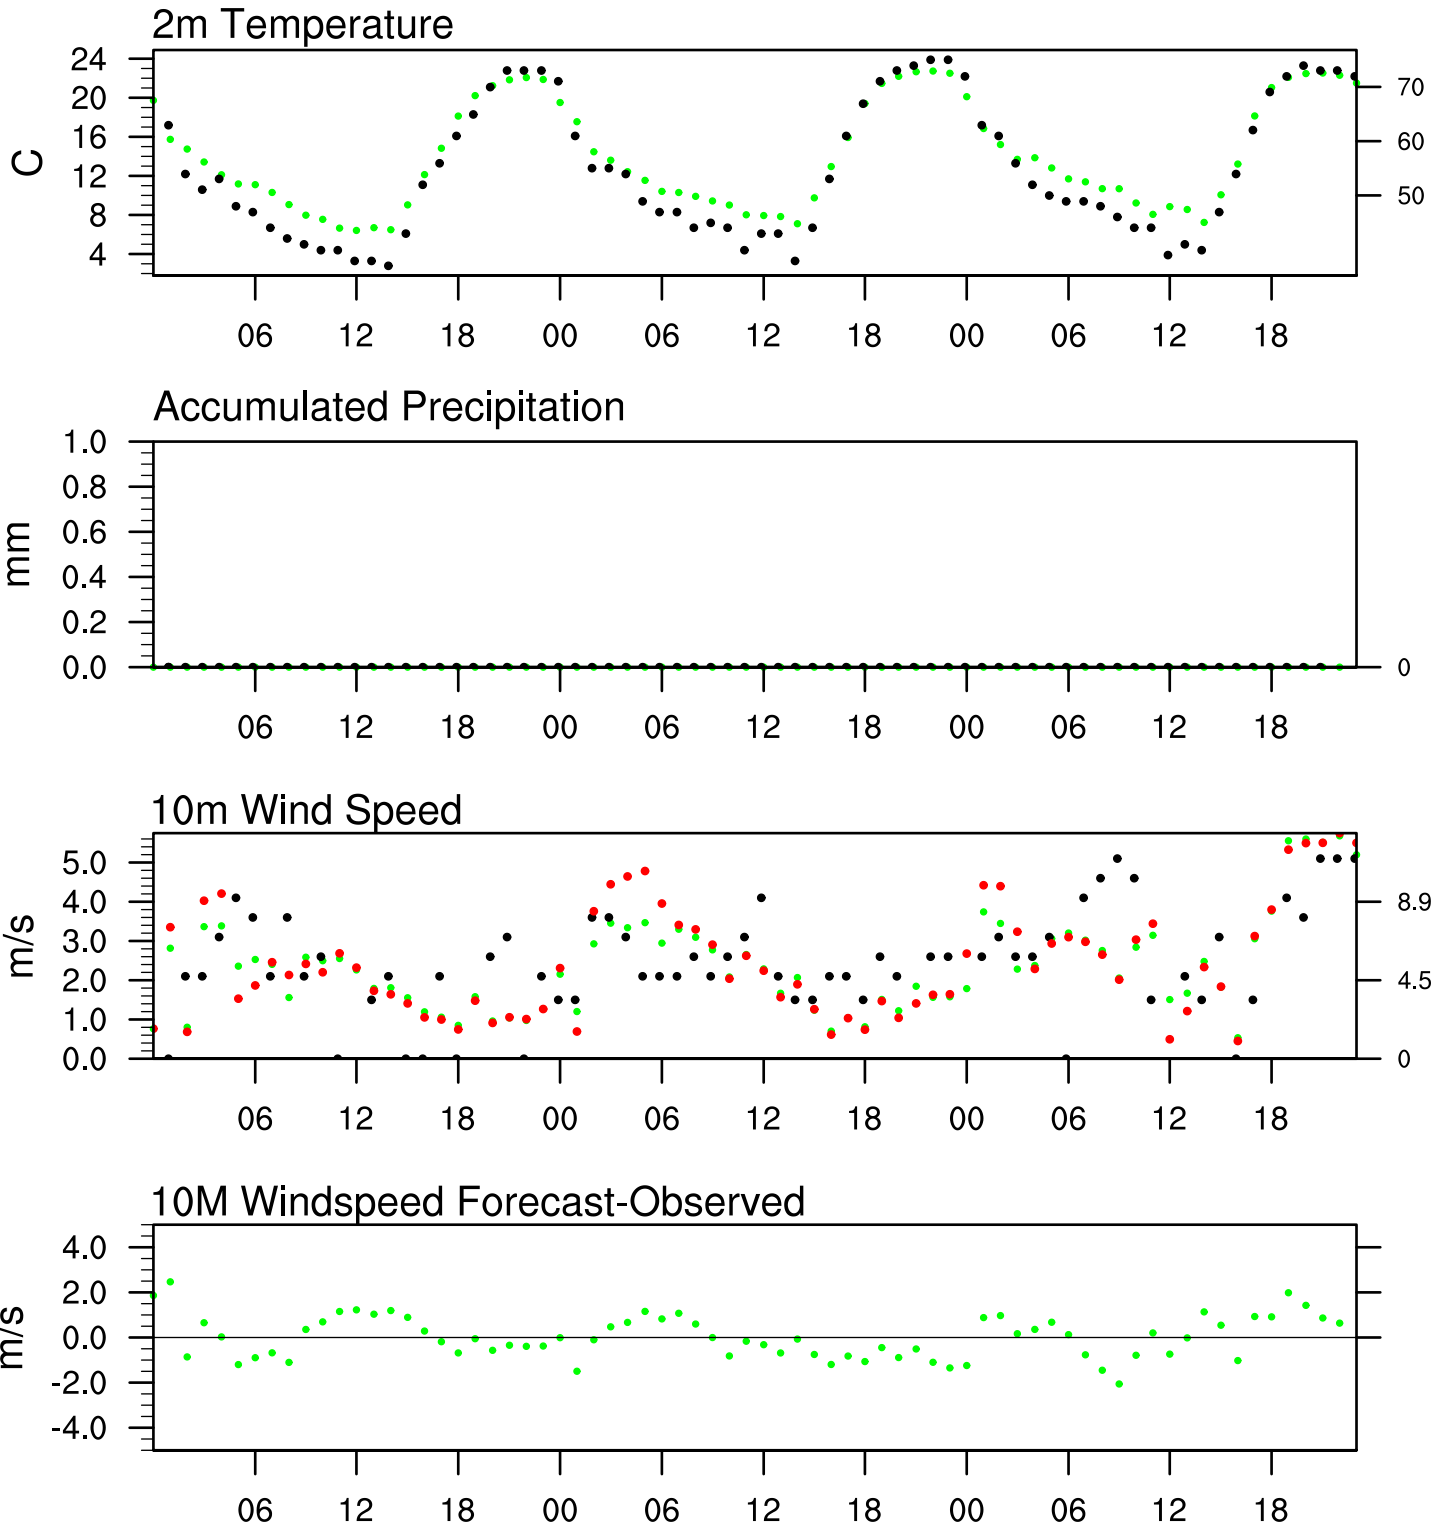 2m Temperature
24
20
16
12
8
4
C
70
60
50
06 12 18 00 06 12 18 00 06 12 18
Accumulated Precipitation
1.0
0.8
0.6
0.4
0.2
0.0
mm
0
06 12 18 00 06 12 18 00 06 12 18
10m Wind Speed
5.0
4.0
3.0
2.0
1.0
0.0
m/s
8.9
4.5
0
06 12 18 00 06 12 18 00 06 12 18
10M Windspeed Forecast-Observed
4.0
2.0
0.0
-2.0
-4.0
m/s
06 12 18 00 06 12 18 00 06 12 18